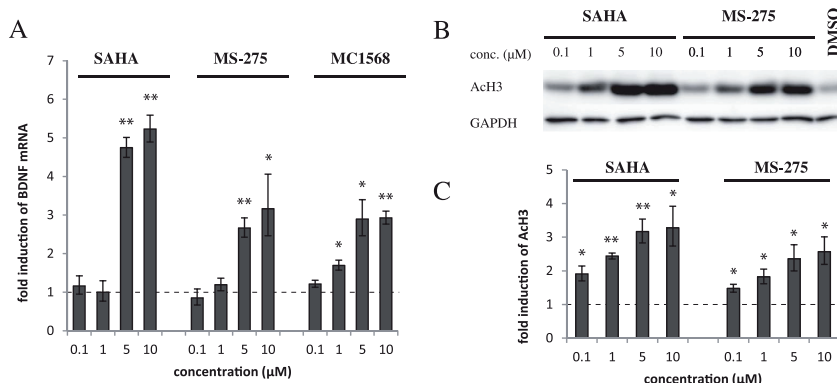 A
SAHA
MS-275
MC1568
fold induction of BDNF mRNA
7
6
5
4
3
2
1
0
** ** ** * * * **
0.1 1 5 10 0.1 1 5 10 0.1 1 5 10
concentration (μM)
B
SAHA
MS-275
DMSO
conc. (μM) 0.1 1 5 10 0.1 1 5 10
AcH3
GAPDH
C
SAHA
MS-275
fold induction of AcH3
5
4
3
2
1
0
* ** ** * * * * *
0.1 1 5 10 0.1 1 5 10
concentration (μM)